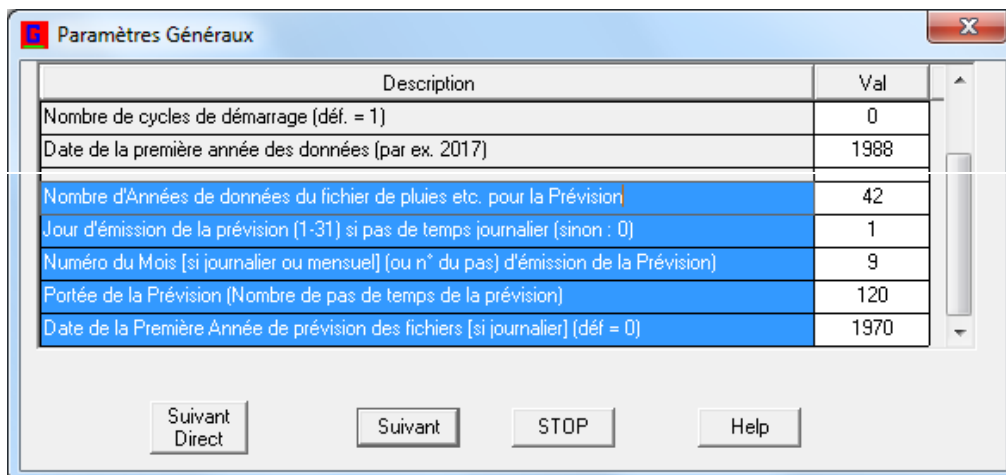 G Paramètres Généraux
Description Val
Nombre de cycles de démarrage (déf. = 1) 0
Date de la première année des données (par ex. 2017) 1988
Nombre d'Années de données du fichier de pluies etc. pour la Prévision 42
Jour d'émission de la prévision (1-31) si pas de temps journalier (sinon : 0) 1
Numéro du Mois [si journalier ou mensuel] (ou n° du pas) d'émission de la Prévision) 9
Portée de la Prévision (Nombre de pas de temps de la prévision) 120
Date de la Première Année de prévision des fichiers [si journalier] (déf = 0) 1970
Suivant Direct Suivant STOP Help